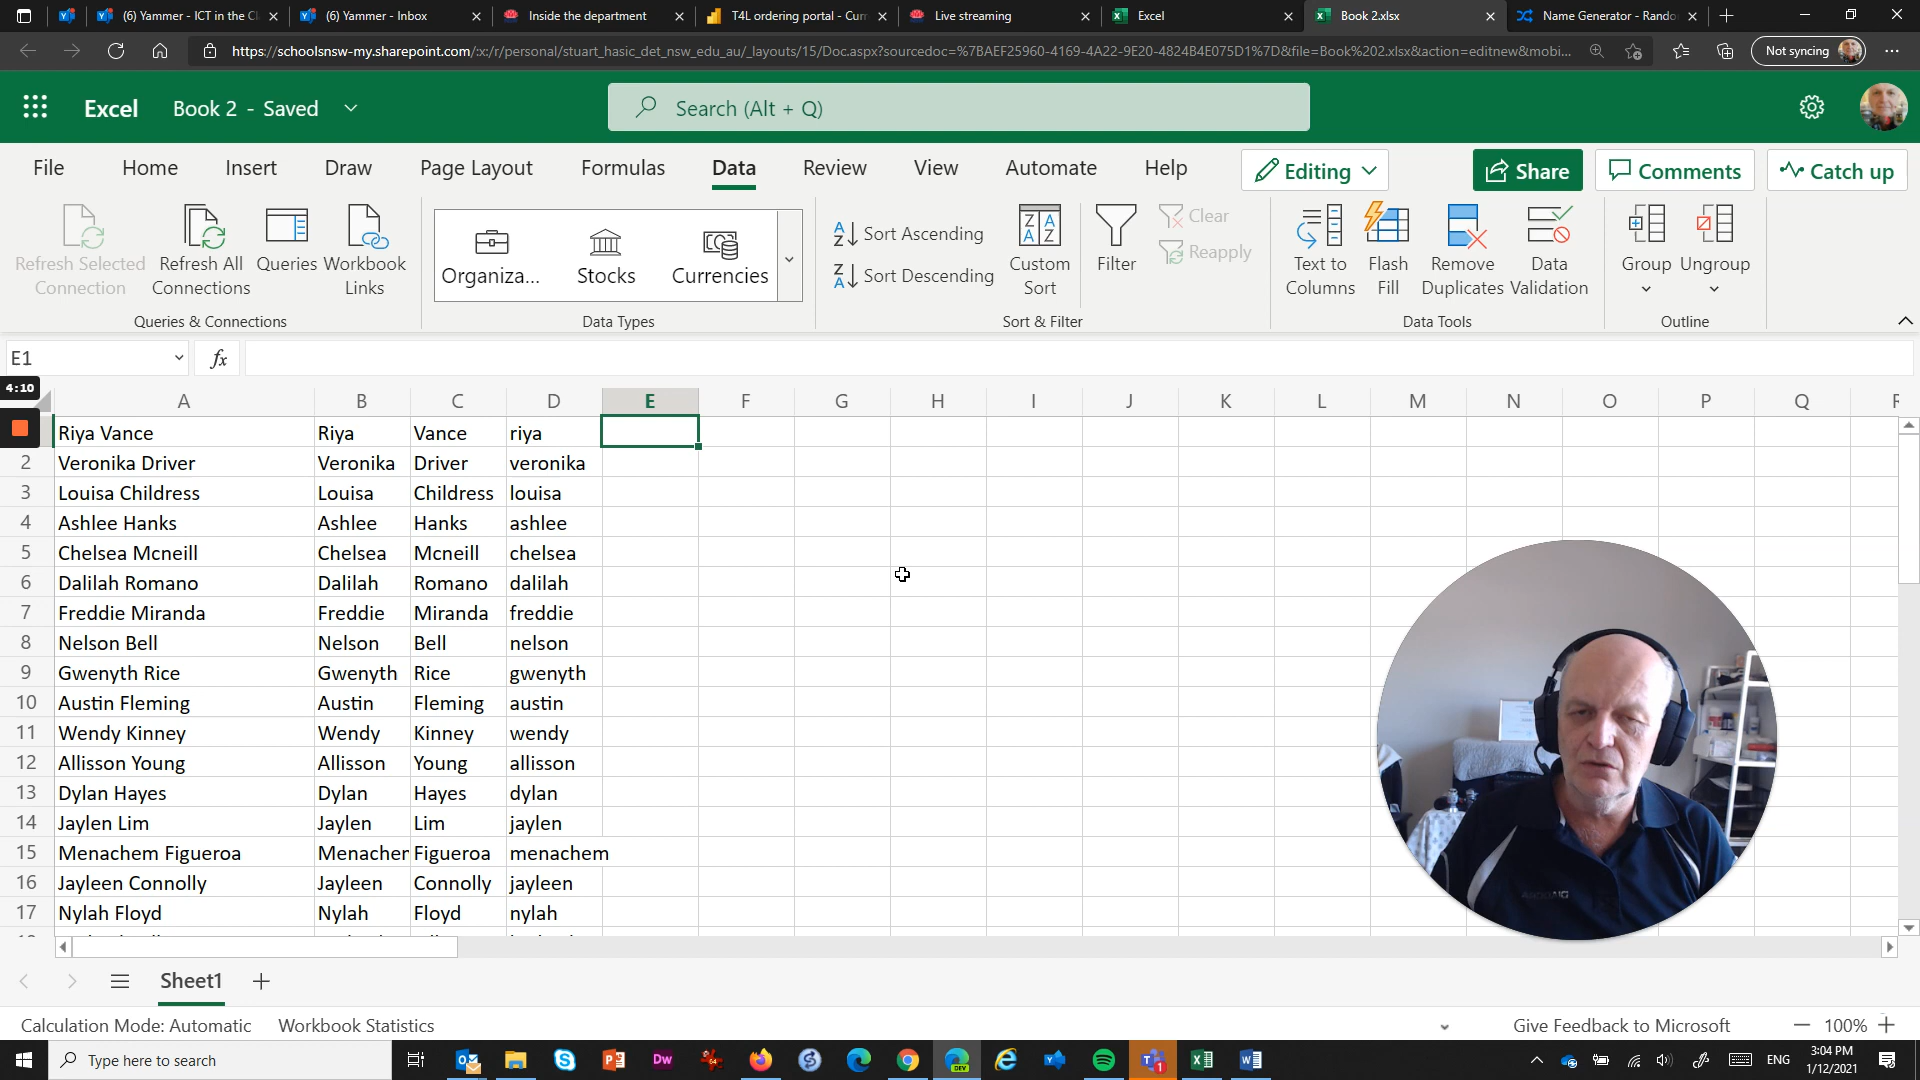 (6) Yammer - ICT in the Cl
(6) Yammer - Inbox
Inside the department
T4L ordering portal - Curr
Live streaming
Excel
Book 2.xlsx
Name Generator - Rando
https://schoolsnsw-my.sharepoint.com/:x:/r/personal/stuart_hasic_det_nsw_edu_au/_layouts/15/Doc.aspx?sourcedoc=%7BAEF25960-4169-4A22-9E20-4824B4E075D1%7D&file=Book%202.xlsx&action=editnew&mobi...
Not syncing
Excel
Book 2 - Saved
Search (Alt + Q)
File Home Insert Draw Page Layout Formulas Data Review View Automate Help
Editing
Share
Comments
Catch up
Refresh Selected Connection
Refresh All Connections
Queries
Workbook Links
Queries & Connections
Organiza...
Stocks
Currencies
Data Types
Sort Ascending
Sort Descending
Custom Sort
Filter
Clear
Reapply
Sort & Filter
Text to Columns
Flash Fill
Remove Duplicates
Data Validation
Data Tools
Group
Ungroup
Outline
E1
fx
4:10
A B C D E F G H I J K L M N O P Q
Riya Vance Riya Vance riya
2 Veronika Driver Veronika Driver veronika
3 Louisa Childress Louisa Childress louisa
4 Ashlee Hanks Ashlee Hanks ashlee
5 Chelsea Mcneill Chelsea Mcneill chelsea
6 Dalilah Romano Dalilah Romano dalilah
7 Freddie Miranda Freddie Miranda freddie
8 Nelson Bell Nelson Bell nelson
9 Gwenyth Rice Gwenyth Rice gwenyth
10 Austin Fleming Austin Fleming austin
11 Wendy Kinney Wendy Kinney wendy
12 Allisson Young Allisson Young allisson
13 Dylan Hayes Dylan Hayes dylan
14 Jaylen Lim Jaylen Lim jaylen
15 Menachem Figueroa Menacher Figueroa menachem
16 Jayleen Connolly Jayleen Connolly jayleen
17 Nylah Floyd Nylah Floyd nylah
Sheet1
Calculation Mode: Automatic Workbook Statistics
Give Feedback to Microsoft
100%
Type here to search
Dw
DEV
ENG
3:04 PM
1/12/2021